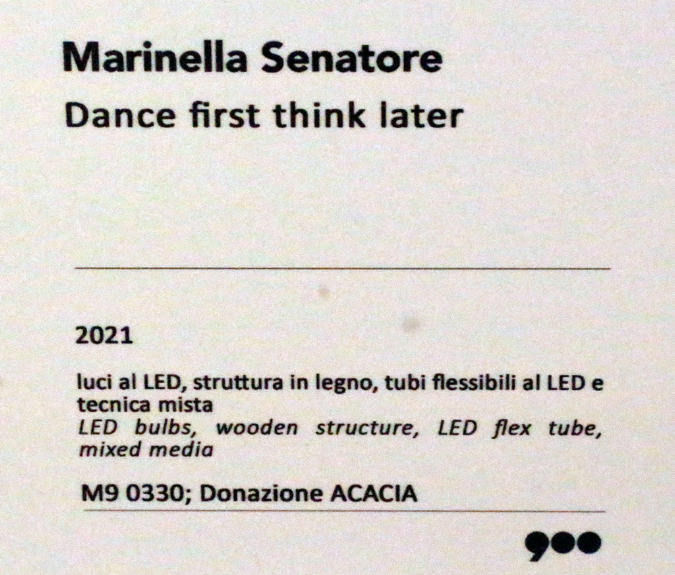 Marinella Senatore
Dance first think later
2021
luci al LED, struttura in legno, tubi flessibili al LED e
tecnica mista
LED bulbs, wooden structure, LED flex tube,
mixed media
M9 0330; Donazione ACACIA
900